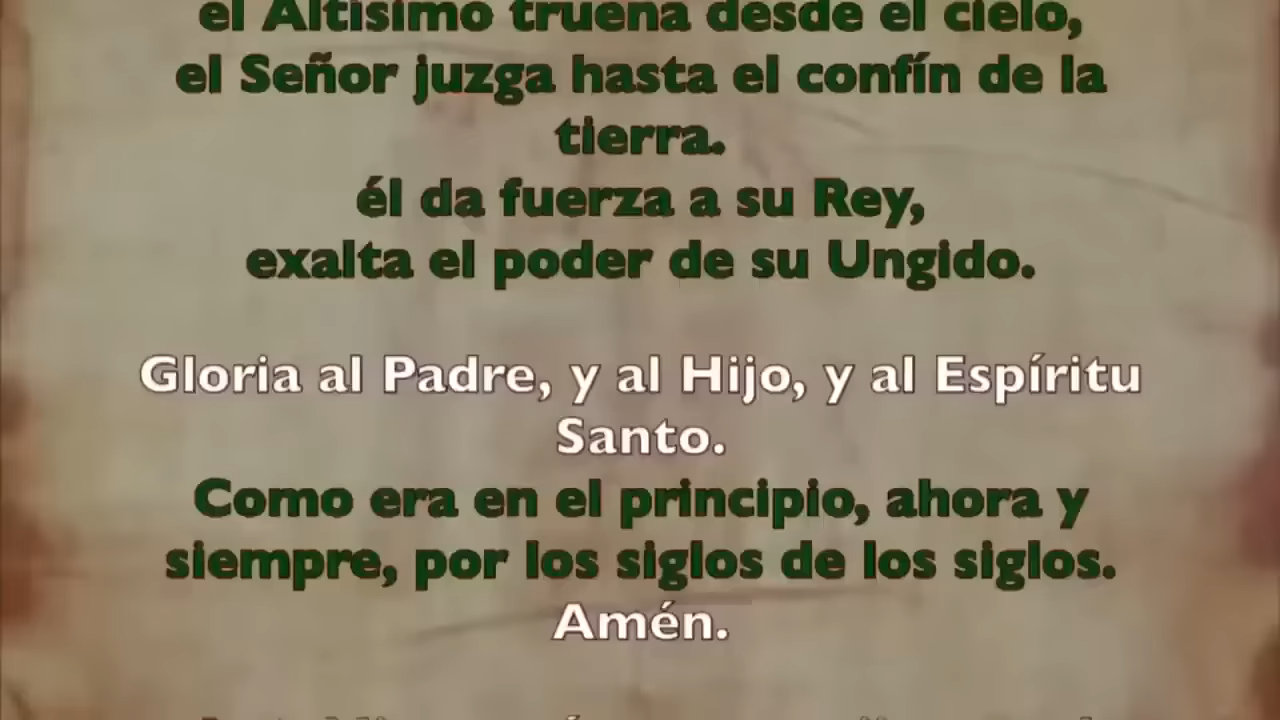 el Altísimo truena desde el cielo,
el Señor juzga hasta el confín de la
tierra.
él da fuerza a su Rey,
exalta el poder de su Ungido.
Gloria al Padre, y al Hijo, y al Espíritu
Santo.
Como era en el principio, ahora y
siempre, por los siglos de los siglos.
Amén.